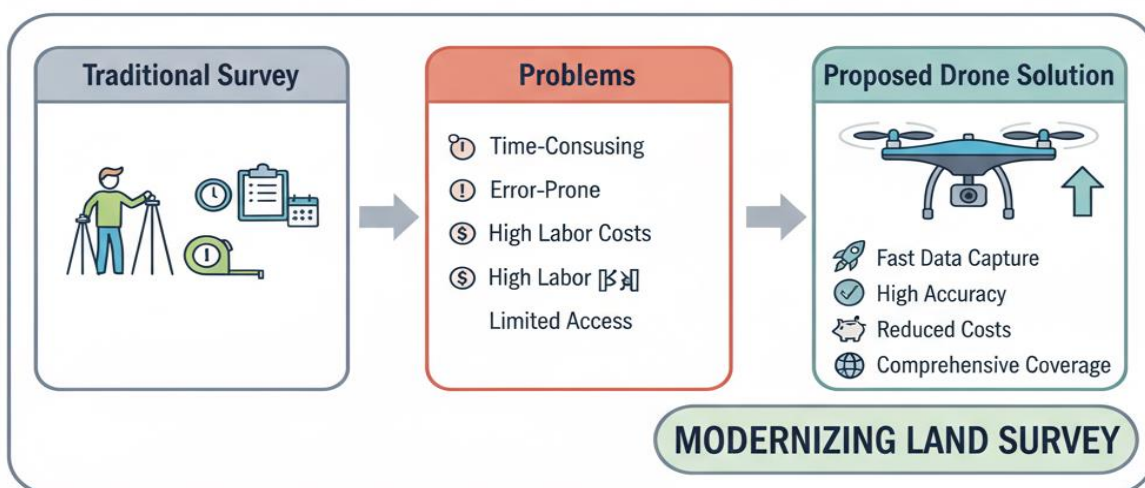 Traditional Survey
Problems
Time-Consusing
Error-Prone
High Labor Costs
High Labor
Limited Access
Proposed Drone Solution
Fast Data Capture
High Accuracy
Reduced Costs
Comprehensive Coverage
MODERNIZING LAND SURVEY